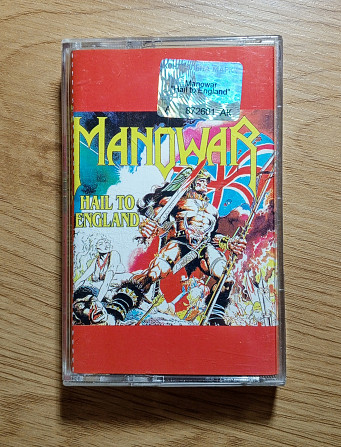 Manowar
"Hail to England"
A 672601-AK
MANOWAR
HAIL TO
ENGLAND